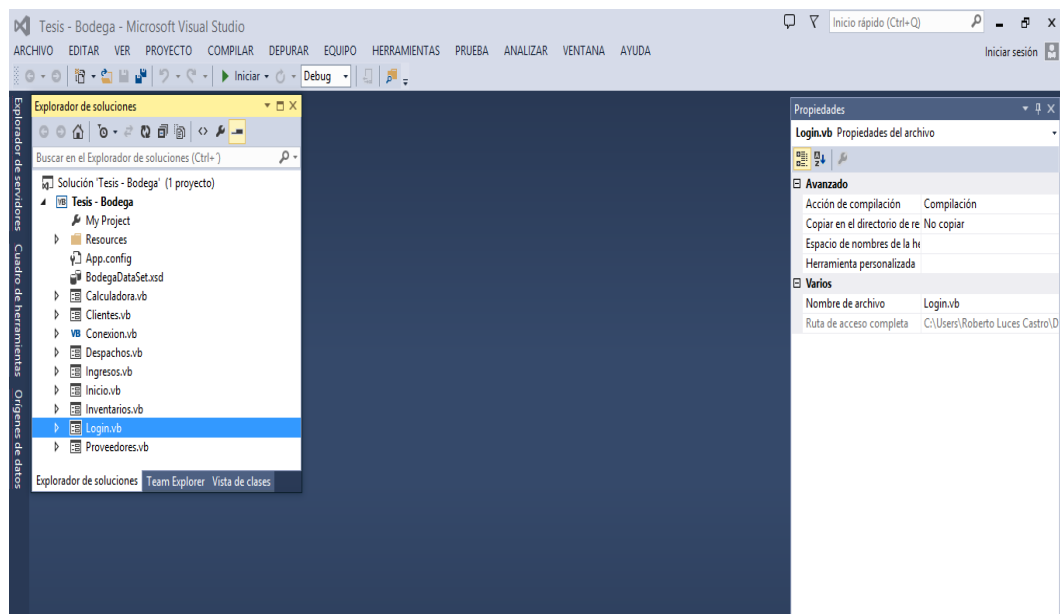 Tesis - Bodega - Microsoft Visual Studio
Inicio rápido (Ctrl+Q)
ARCHIVO EDITAR VER PROYECTO COMPILAR DEPURAR EQUIPO HERRAMIENTAS PRUEBA ANALIZAR VENTANA AYUDA
Iniciar sesión
Iniciar
Debug
Explorador de servidores
Cuadro de herramientas
Orígenes de datos
Explorador de soluciones
Buscar en el Explorador de soluciones (Ctrl+´)
Solución 'Tesis - Bodega' (1 proyecto)
VB Tesis - Bodega
My Project
Resources
App.config
BodegaDataSet.xsd
Calculadora.vb
Clientes.vb
VB Conexion.vb
Despachos.vb
Ingresos.vb
Inicio.vb
Inventarios.vb
Login.vb
Proveedores.vb
Explorador de soluciones Team Explorer Vista de clases
Propiedades
Login.vb Propiedades del archivo
Avanzado
Acción de compilación Compilación
Copiar en el directorio de re No copiar
Espacio de nombres de la he
Herramienta personalizada
Varios
Nombre de archivo Login.vb
Ruta de acceso completa C:\Users\Roberto Luces Castro\D